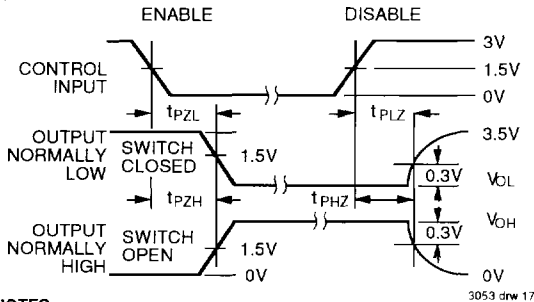 ENABLE DISABLE
3V
CONTROL INPUT
1.5V
0V
tPZL tPLZ
OUTPUT NORMALLY LOW
SWITCH CLOSED
3.5V
1.5V
0.3V VOL
tPZH tPHZ
VOH
0.3V
OUTPUT NORMALLY HIGH
SWITCH OPEN
1.5V
0V 0V
3053 drw 17